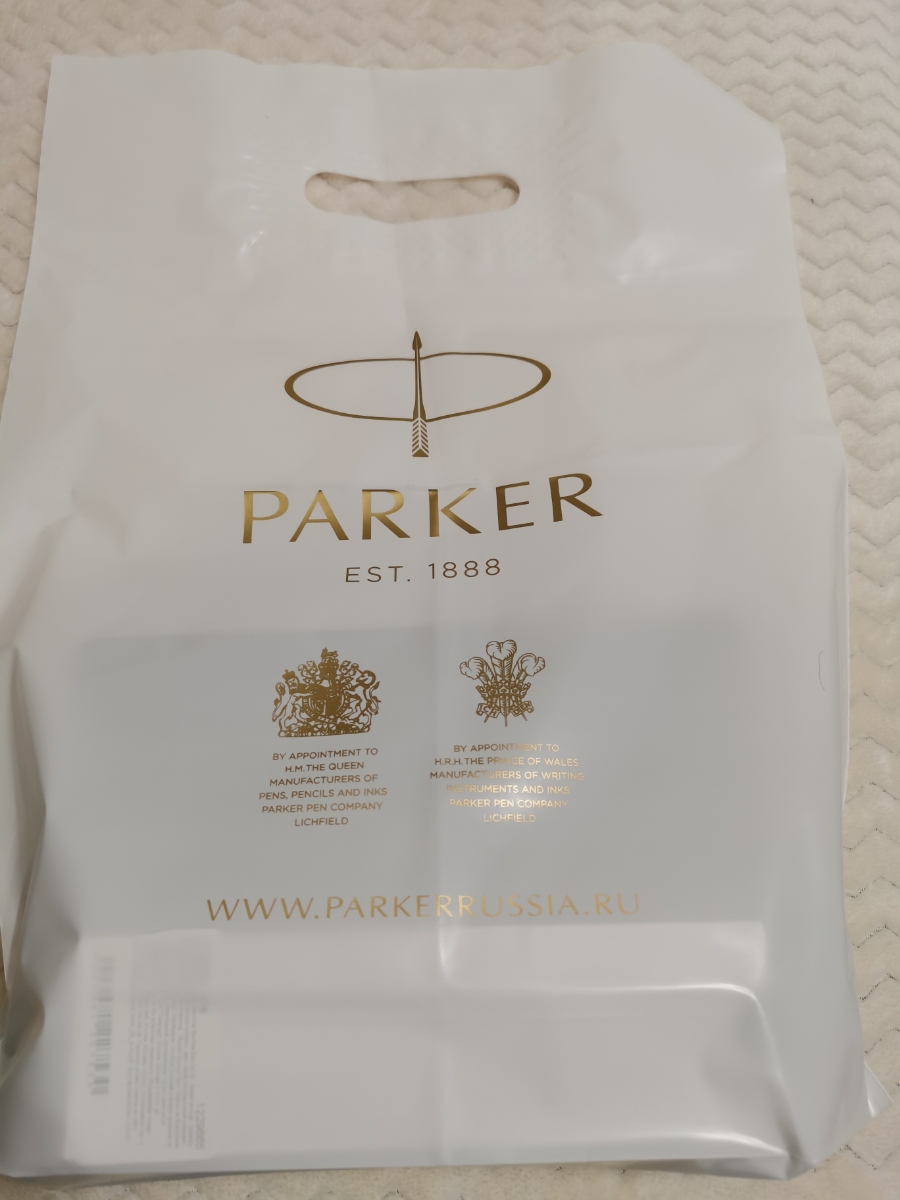 PARKER
EST. 1888
BY APPOINTMENT TO
H.M.THE QUEEN
MANUFACTURERS OF
PENS, PENCILS AND INKS
PARKER PEN COMPANY
LICHFIELD
BY APPOINTMENT TO
H.R.H.THE PRINCE OF WALES
MANUFACTURERS OF WRITING
INSTRUMENTS AND INKS
PARKER PEN COMPANY
LICHFIELD
WWW.PARKERRUSSIA.RU